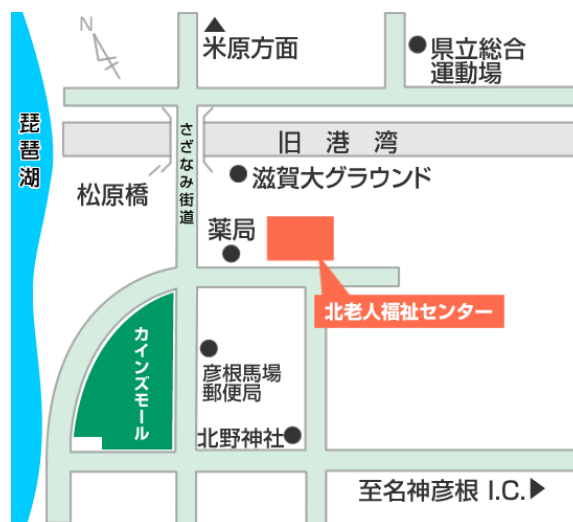 N
▲
米原方面
●県立総合
運動場
琵琶湖
さざなみ街道
旧港湾
松原橋
●滋賀大グラウンド
薬局
北老人福祉センター
カインズモール
彦根馬場
郵便局
北野神社●
至名神彦根 I.C.▶